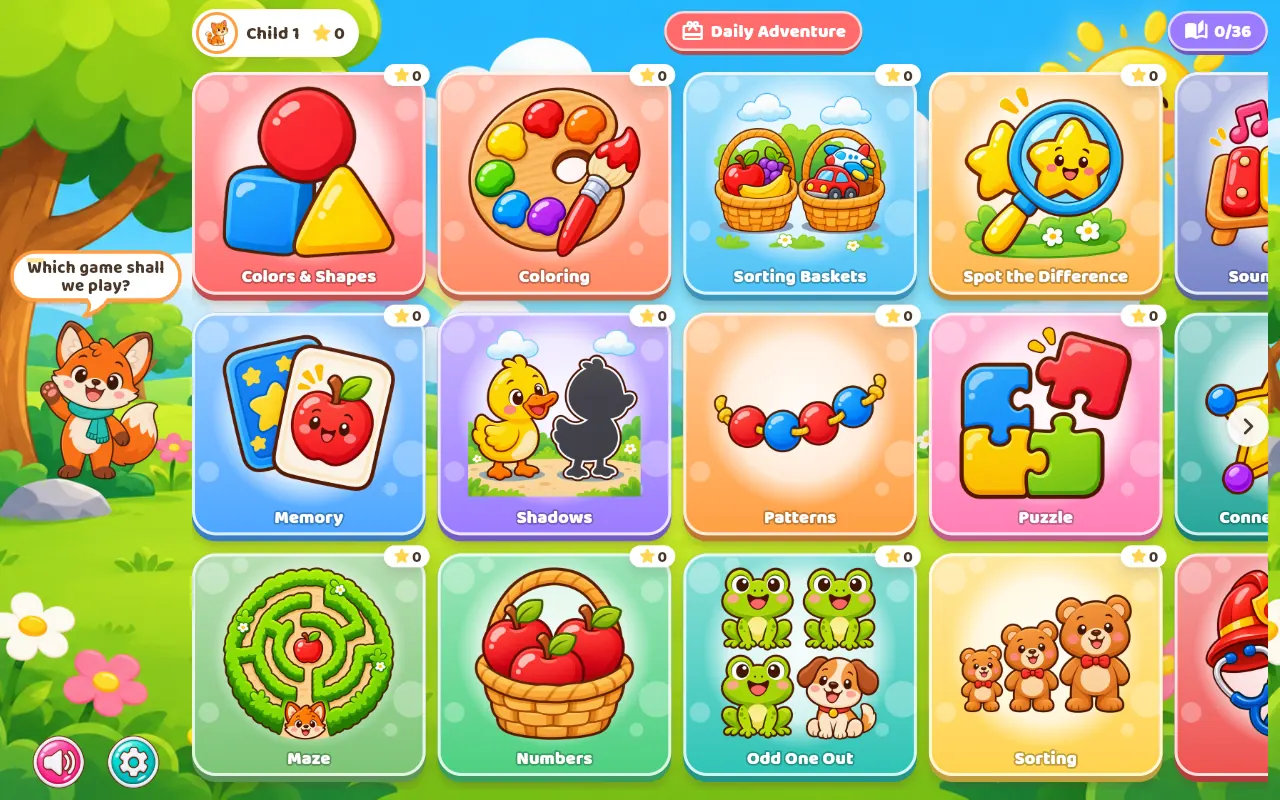 Child 1
0
Daily Adventure
0/36
0
0
0
0
Colors & Shapes
Coloring
Sorting Baskets
Spot the Difference
Soun
Which game shall
we play?
0
0
0
0
Memory
Shadows
Patterns
Puzzle
Conne
0
0
0
0
Maze
Numbers
Odd One Out
Sorting